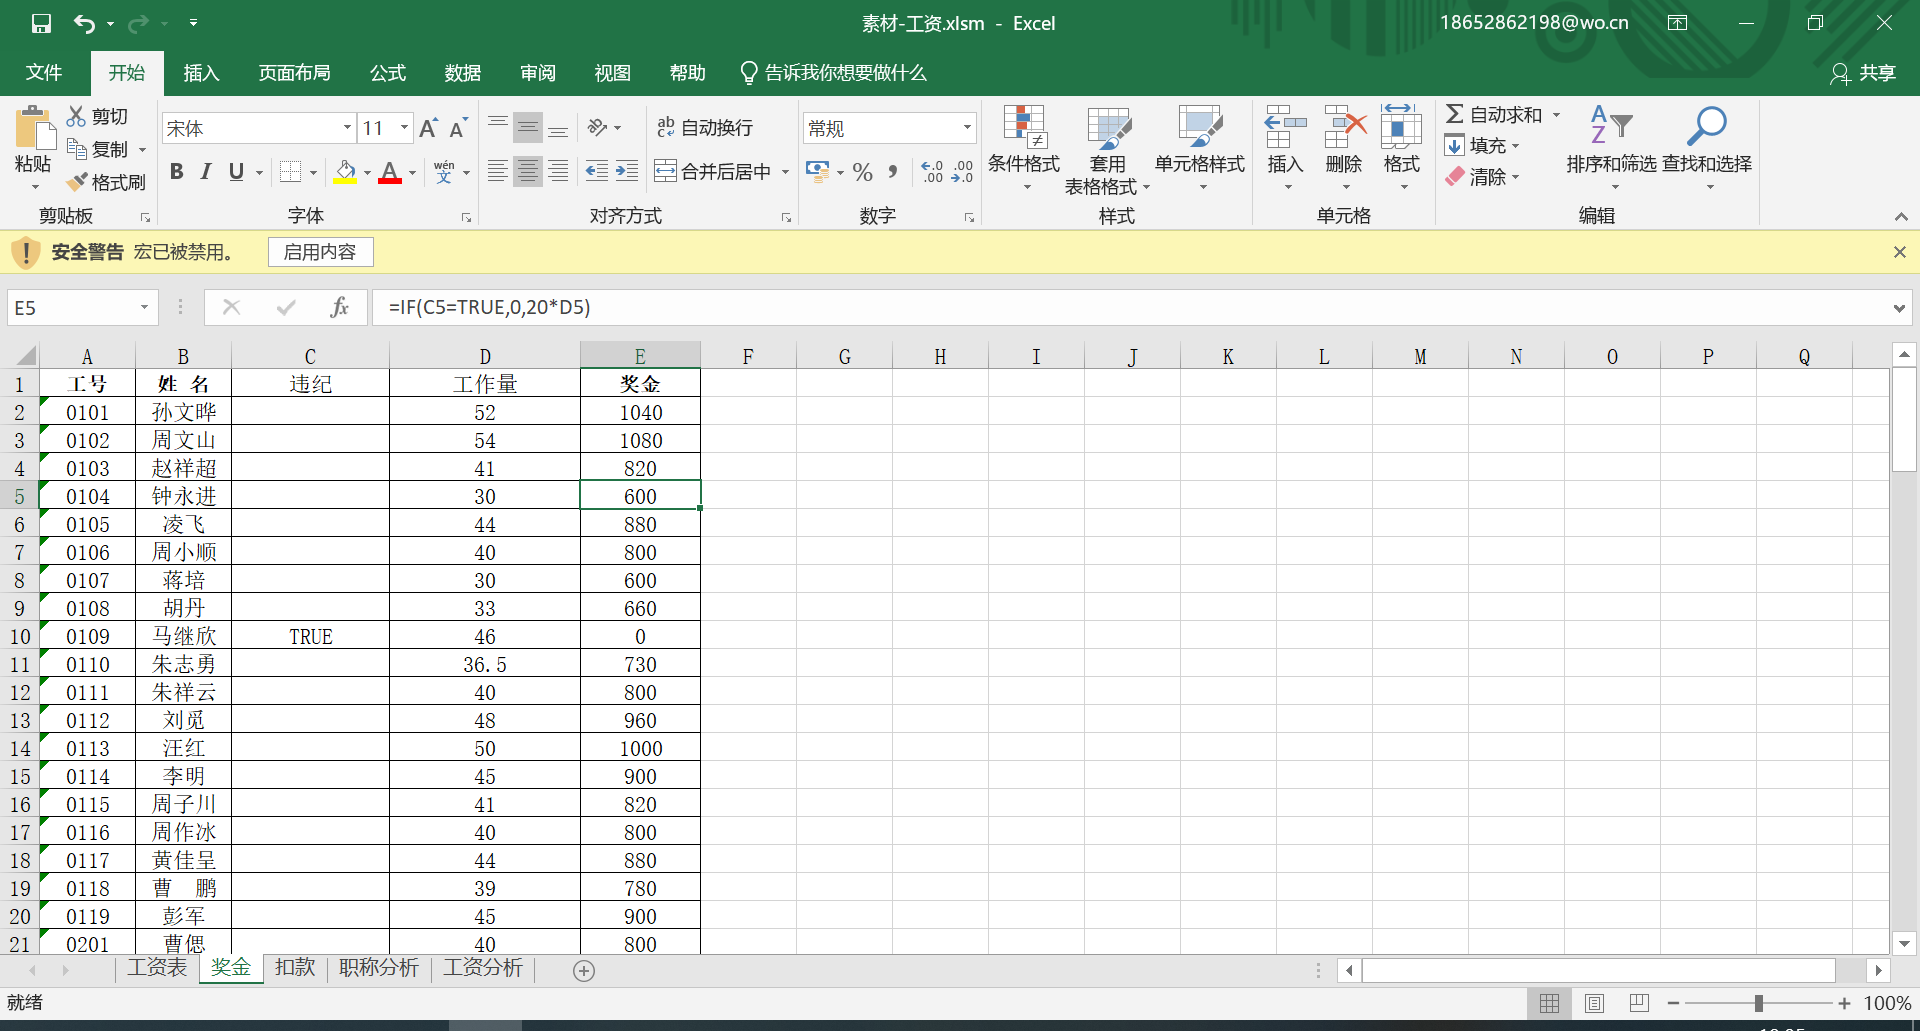 素材-工资.xlsm - Excel
18652862198@wo.cn
文件 开始 插入 页面布局 公式 数据 审阅 视图 帮助 告诉我你想要做什么 共享
粘贴 剪切 复制 格式刷
剪贴板
宋体 11
B I U A wén 文
字体
ab 自动换行
合并后居中
对齐方式
常规
% , .00
数字
条件格式 套用 表格格式 单元格样式
样式
插入 删除 格式
单元格
Σ 自动求和
填充
清除
排序和筛选 查找和选择
编辑
安全警告 宏已被禁用。 启用内容
E5 fx =IF(C5=TRUE,0,20*D5)
A B C D E F G H I J K L M N O P Q
1 工号 姓 名 违纪 工作量 奖金
2 0101 孙文晔 52 1040
3 0102 周文山 54 1080
4 0103 赵祥超 41 820
5 0104 钟永进 30 600
6 0105 凌飞 44 880
7 0106 周小顺 40 800
8 0107 蒋培 30 600
9 0108 胡丹 33 660
10 0109 马继欣 TRUE 46 0
11 0110 朱志勇 36.5 730
12 0111 朱祥云 40 800
13 0112 刘觅 48 960
14 0113 汪红 50 1000
15 0114 李明 45 900
16 0115 周子川 41 820
17 0116 周作冰 40 800
18 0117 黄佳呈 44 880
19 0118 曹 鹏 39 780
20 0119 彭军 45 900
21 0201 曹偲 40 800
工资表 奖金 扣款 职称分析 工资分析
就绪 100%